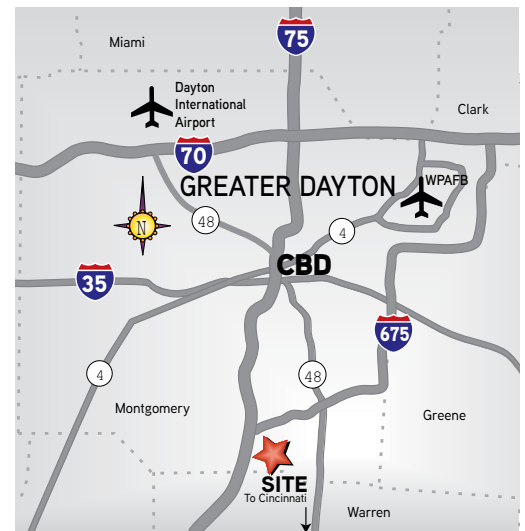 Miami
75
Dayton
International
Airport
Clark
70
GREATER DAYTON
WPAFB
N
48
4
CBD
35
675
4
48
Montgomery
Greene
SITE
To Cincinnati
Warren